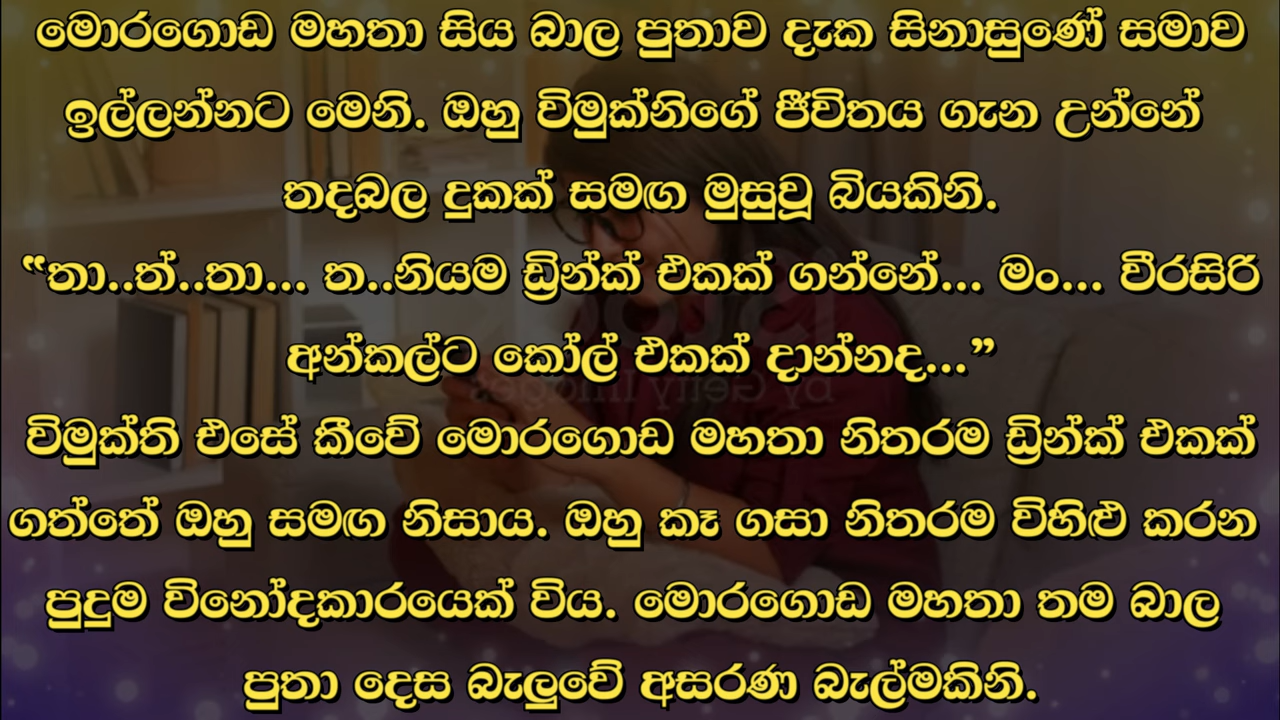 මොරගොඩ මහතා සිය බාල පුතාව දැක සිනාසුණේ සමාව
ඉල්ලන්නට මෙනි. ඔහු විමුක්නිගේ ජීවිතය ගැන උන්නේ
තදබල දුකක් සමඟ මුසුවූ බියකිනි.
“තා..ත්..තා... ත..නියම ඩ්‍රින්ක් එකක් ගන්නේ... මං... වීරසිරි
අන්කල්ට කෝල් එකක් දාන්නද...”
විමුක්ති එසේ කීවේ මොරගොඩ මහතා නිතරම ඩ්‍රින්ක් එකක්
ගත්තේ ඔහු සමඟ නිසාය. ඔහු කෑ ගසා නිතරම විහිළු කරන
පුදුම විනෝදකාරයෙක් විය. මොරගොඩ මහතා තම බාල
පුතා දෙස බැලුවේ අසරණ බැල්මකිනි.